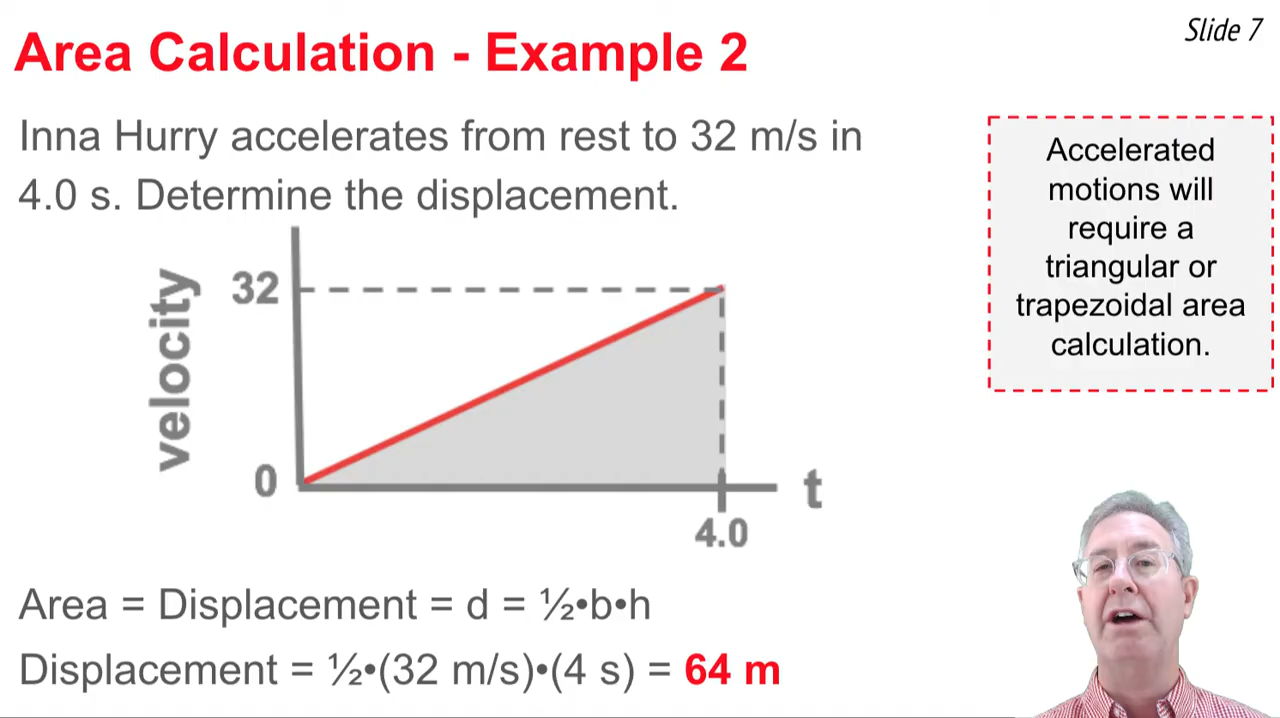 Slide 7
Area Calculation - Example 2
Inna Hurry accelerates from rest to 32 m/s in
4.0 s. Determine the displacement.
Accelerated
motions will
require a
triangular or
trapezoidal area
calculation.
velocity
32
0
t
4.0
Area = Displacement = d = ½•b•h
Displacement = ½•(32 m/s)•(4 s) = 64 m